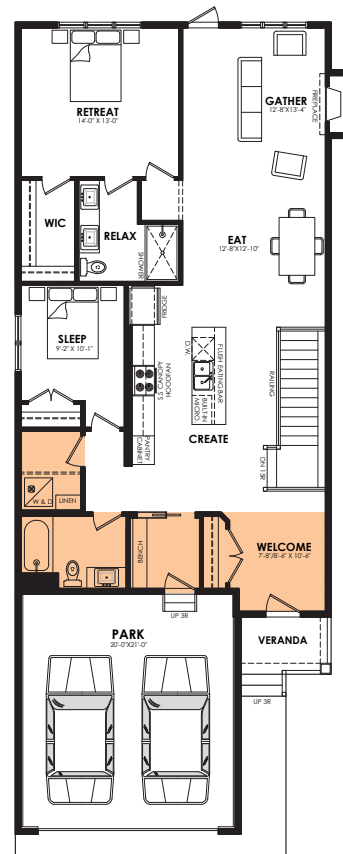 RETREAT
14'-0" X 13'-0"
GATHER
12'-8"X13'-4"
FIREPLACE
WIC
RELAX
SHOWER
EAT
12'-8"X12'-10"
SLEEP
9'-2" X 10'-1"
FRIDGE
S.S CANOPY
HOODFAN
D.W.
FLUSH EATING BAR
BUILT-IN
MICRO
RAILING
PANTRY
CABINET
CREATE
DN 15R
W & D
LINEN
BENCH
WELCOME
7'-8"/8'-6" X 10'-6"
UP 3R
PARK
20'-0"X21'-0"
VERANDA
UP 3R